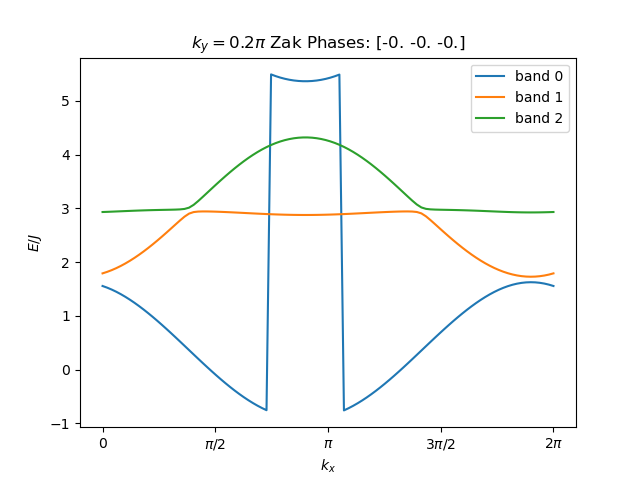 $k_y = 0.2\pi$ Zak Phases: [-0. -0. -0.]
band 0
band 1
band 2
E/J
5
4
3
2
1
0
−1
0
π/2
π
3π/2
2π
$k_x$